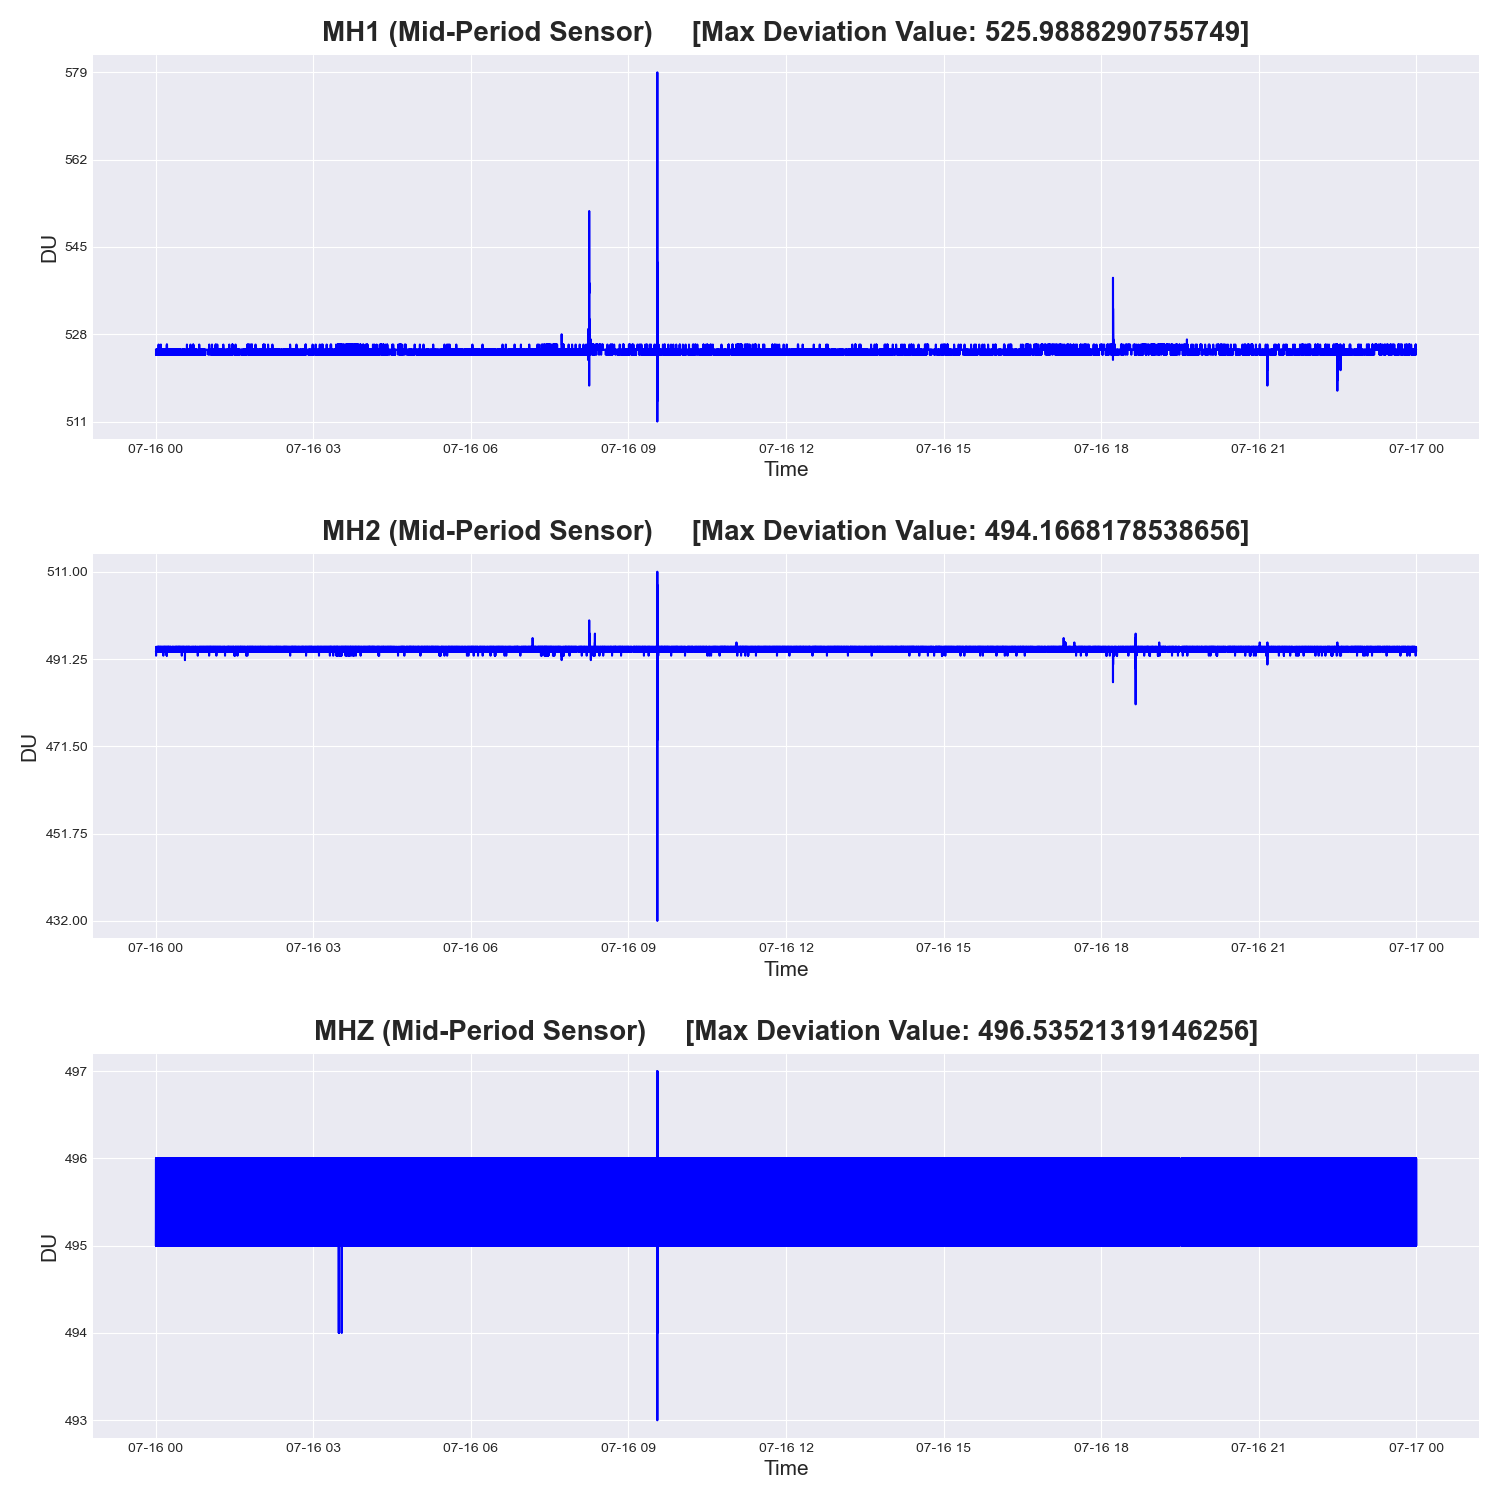 MH1 (Mid-Period Sensor) [Max Deviation Value: 525.9888290755749]
579
562
545
528
511
DU
07-16 00 07-16 03 07-16 06 07-16 09 07-16 12 07-16 15 07-16 18 07-16 21 07-17 00
Time
MH2 (Mid-Period Sensor) [Max Deviation Value: 494.1668178538656]
511.00
491.25
471.50
451.75
432.00
DU
07-16 00 07-16 03 07-16 06 07-16 09 07-16 12 07-16 15 07-16 18 07-16 21 07-17 00
Time
MHZ (Mid-Period Sensor) [Max Deviation Value: 496.53521319146256]
497
496
495
494
493
DU
07-16 00 07-16 03 07-16 06 07-16 09 07-16 12 07-16 15 07-16 18 07-16 21 07-17 00
Time